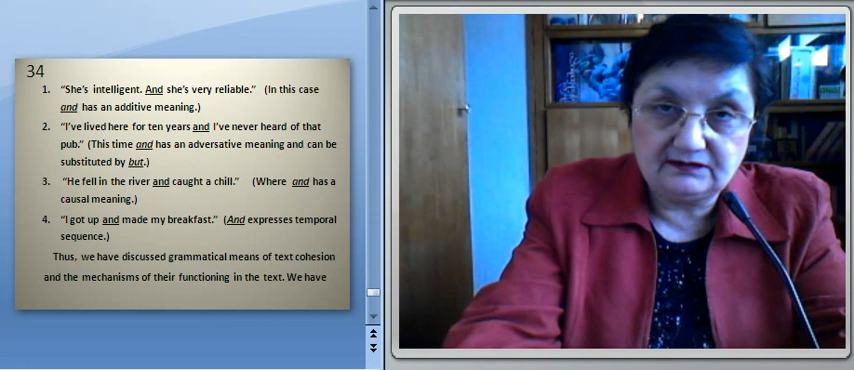 34
1. "She's intelligent. And she's very reliable." (In this case
and has an additive meaning.)
2. "I've lived here for ten years and I've never heard of that
pub." (This time and has an adversative meaning and can be
substituted by but.)
3. "He fell in the river and caught a chill." (Where and has a
causal meaning.)
4. "I got up and made my breakfast." (And expresses temporal
sequence.)
Thus, we have discussed grammatical means of text cohesion
and the mechanisms of their functioning in the text. We have